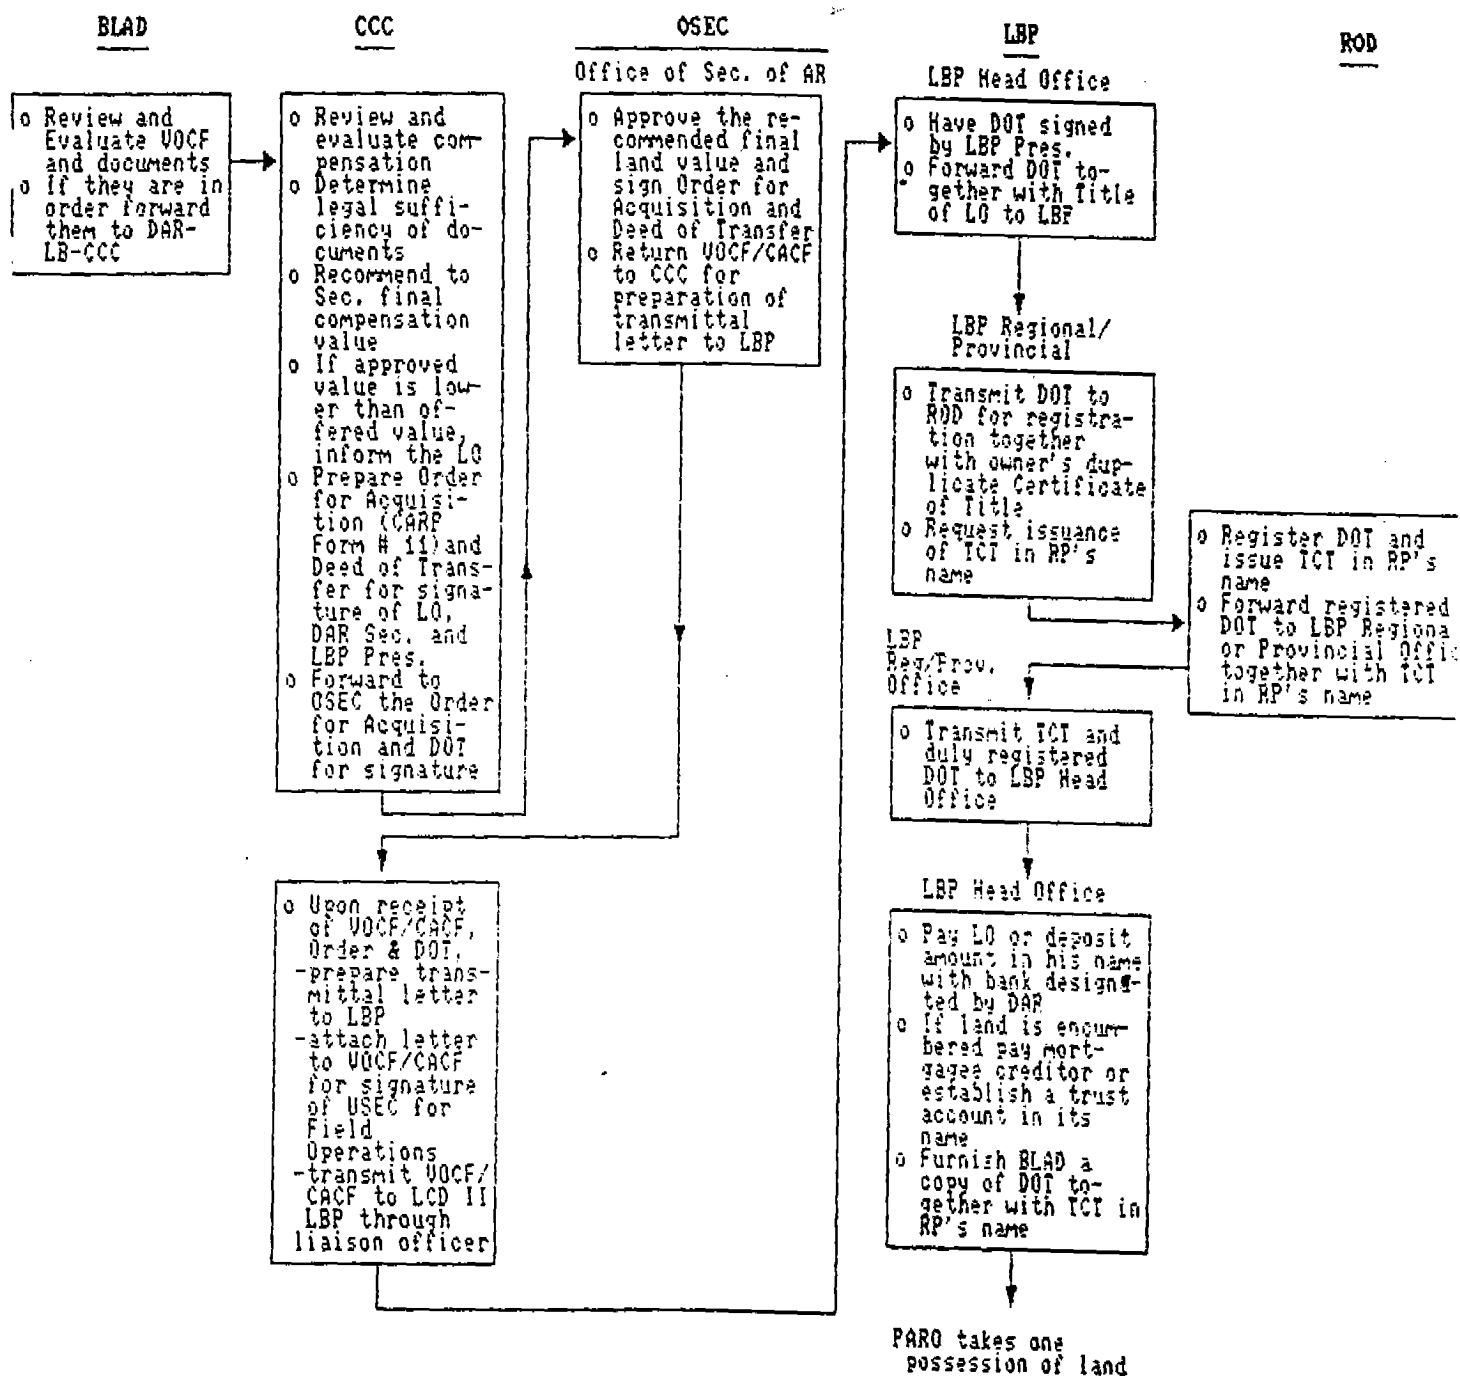 BLAD
o Review and
Evaluate VOCF
and documents
o If they are in
order forward
them to DAR-
LB-CCC
CCC
o Review and
evaluate com-
pensation
o Determine
legal suffi-
ciency of do-
cuments
o Recommend to
Sec. final
compensation
value
o If approved
value is low-
er than of-
fered value,
inform the LO
o Prepare Order
for Acquisi-
tion (CARP
Form # 11) and
Deed of Trans-
fer for signa-
ture of LO,
DAR Sec. and
LBP Pres.
o Forward to
OSEC the Order
for Acquisi-
tion and DOT
for signature
OSEC
Office of Sec. of AR
o Approve the re-
commended final
land value and
sign Order for
Acquisition and
Deed of Transfer
o Return VOCF/CACF
to CCC for
preparation of
transmittal
letter to LBP
o Upon receipt
of VOCF/CACF,
Order & DOT,
-prepare trans-
mittal letter
to LBP
-attach letter
to VOCF/CACF
for signature
of USEC for
Field
Operations
-transmit VOCF/
CACF to LCD II
LBP through
liaison officer
LBP
LBP Head Office
o Have DOT signed
by LBP Pres.
o Forward DOT to-
gether with Title
of LO to LBP
LBP Regional/
Provincial
o Transmit DOT to
ROD for registra-
tion together
with owner's dup-
licate Certificate
of Title
o Request issuance
of TCT in RP's
name
ROD
o Register DOT and
issue TCT in RP's
name
o Forward registered
DOT to LBP Regiona
or Provincial Offic
together with TCT
in RP's name
LBP
Reg/Prov.
Office
o Transmit TCT and
duly registered
DOT to LBP Head
Office
LBP Head Office
o Pay LO or deposit
amount in his name
with bank designa-
ted by DAR
o If land is encum-
bered pay mort-
gagee creditor or
establish a trust
account in its
name
o Furnish BLAD a
copy of DOT to-
gether with TCT in
RP's name
PARO takes one
possession of land